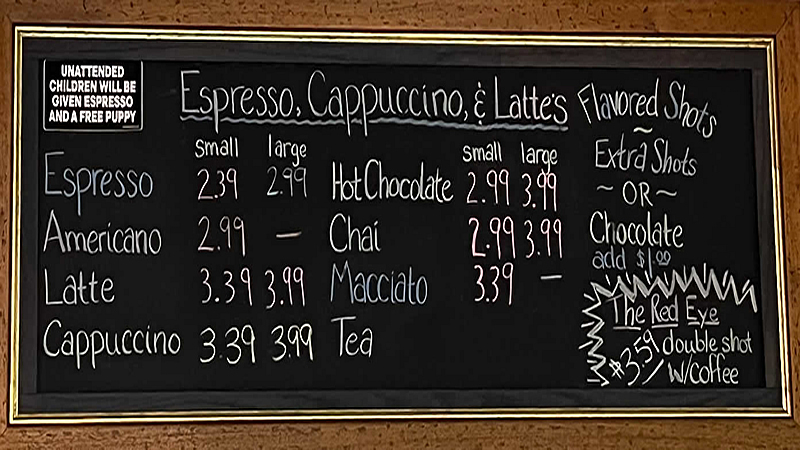 UNATTENDED
CHILDREN WILL BE
GIVEN ESPRESSO
AND A FREE PUPPY
Espresso, Cappuccino, & Latte's
small large
Espresso 2.39 2.99
Americano 2.99 —
Latte 3.39 3.99
Cappuccino 3.39 3.99
small large
Hot Chocolate 2.99 3.99
Chai 2.99 3.99
Macciato 3.39 —
Tea
Flavored Shots
~
Extra Shots
~ OR ~
Chocolate
add $1.00
The Red Eye
$3.59 double shot
w/coffee